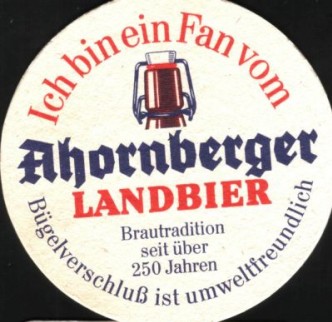 Ich bin ein Fan vom
Ahornberger
LANDBIER
Brautradition
seit über
250 Jahren
Bügelverschluß ist umweltfreundlich